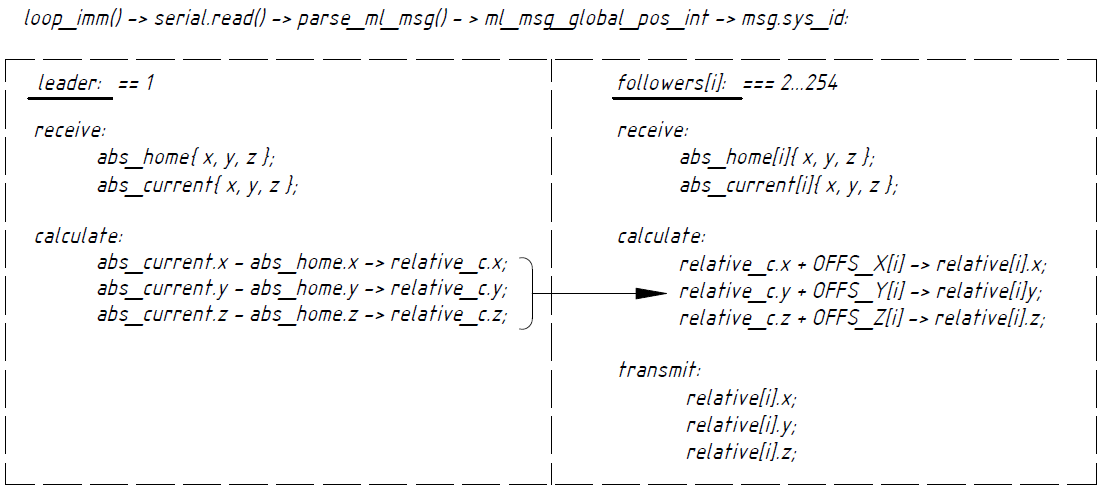 loop_imm() -> serial.read() -> parse_ml_msg() - > ml_msg_global_pos_int -> msg.sys_id:
leader: == 1
receive:
abs_home{ x, y, z };
abs_current{ x, y, z };
calculate:
abs_current.x - abs_home.x -> relative_c.x;
abs_current.y - abs_home.y -> relative_c.y;
abs_current.z - abs_home.z -> relative_c.z;
followers[i]: === 2...254
receive:
abs_home[i]{ x, y, z };
abs_current[i]{ x, y, z };
calculate:
relative_c.x + OFFS_X[i] -> relative[i].x;
relative_c.y + OFFS_Y[i] -> relative[i]y;
relative_c.z + OFFS_Z[i] -> relative[i].z;
transmit:
relative[i].x;
relative[i].y;
relative[i].z;